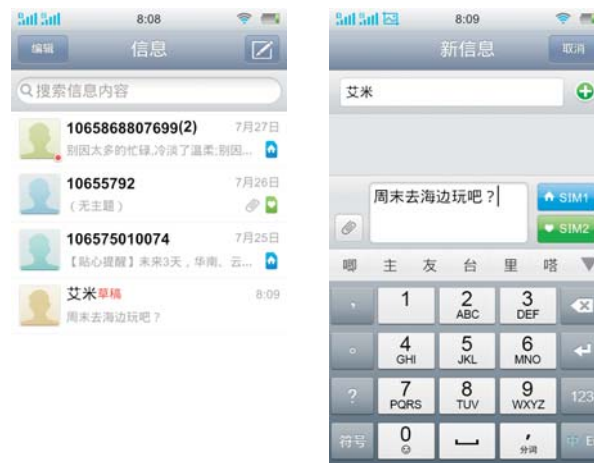 8:08
编辑
信息
搜索信息内容
1065868807699(2)
7月27日
别因太多的忙碌,冷淡了温柔;别因...
10655792
7月26日
（无主题）
106575010074
7月25日
【贴心提醒】未来3天，华南、云...
艾米草稿
8:09
周末去海边玩吧？
8:09
新信息
取消
艾米
周末去海边玩吧？
SIM1
SIM2
唧 主 友 台 里 嗒
， 1 2 ABC 3 DEF
。 4 GHI 5 JKL 6 MNO
? 7 PQRS 8 TUV 9 WXYZ 123
符号 0 ， 分词 中 E